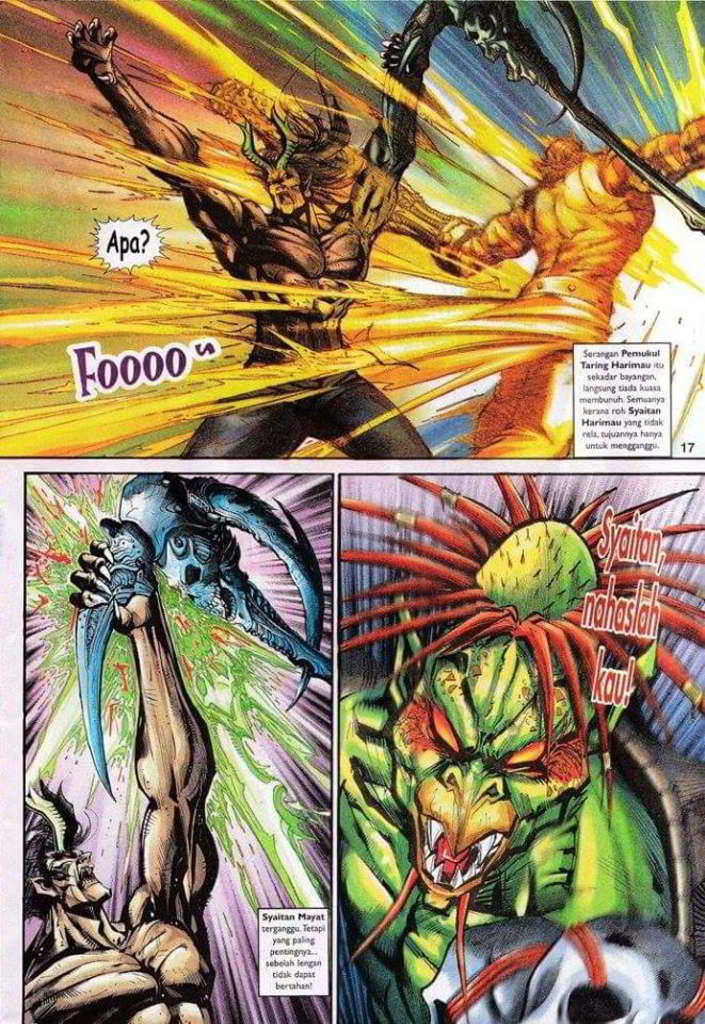 Apa?
Foooo
Serangan Pemukul
Taring Harimau itu
sekadar bayangan,
langsung tiada kuasa
membunuh. Semuanya
kerana roh Syaitan
Harimau yang tidak
rela, tujuannya hanya
untuk mengganggu.
17
Syaitan Mayat
terganggu. Tetapi
yang paling
pentingnya...
sebelah lengan
tidak dapat
bertahan!
Syaitan,
nahaslah
kau!